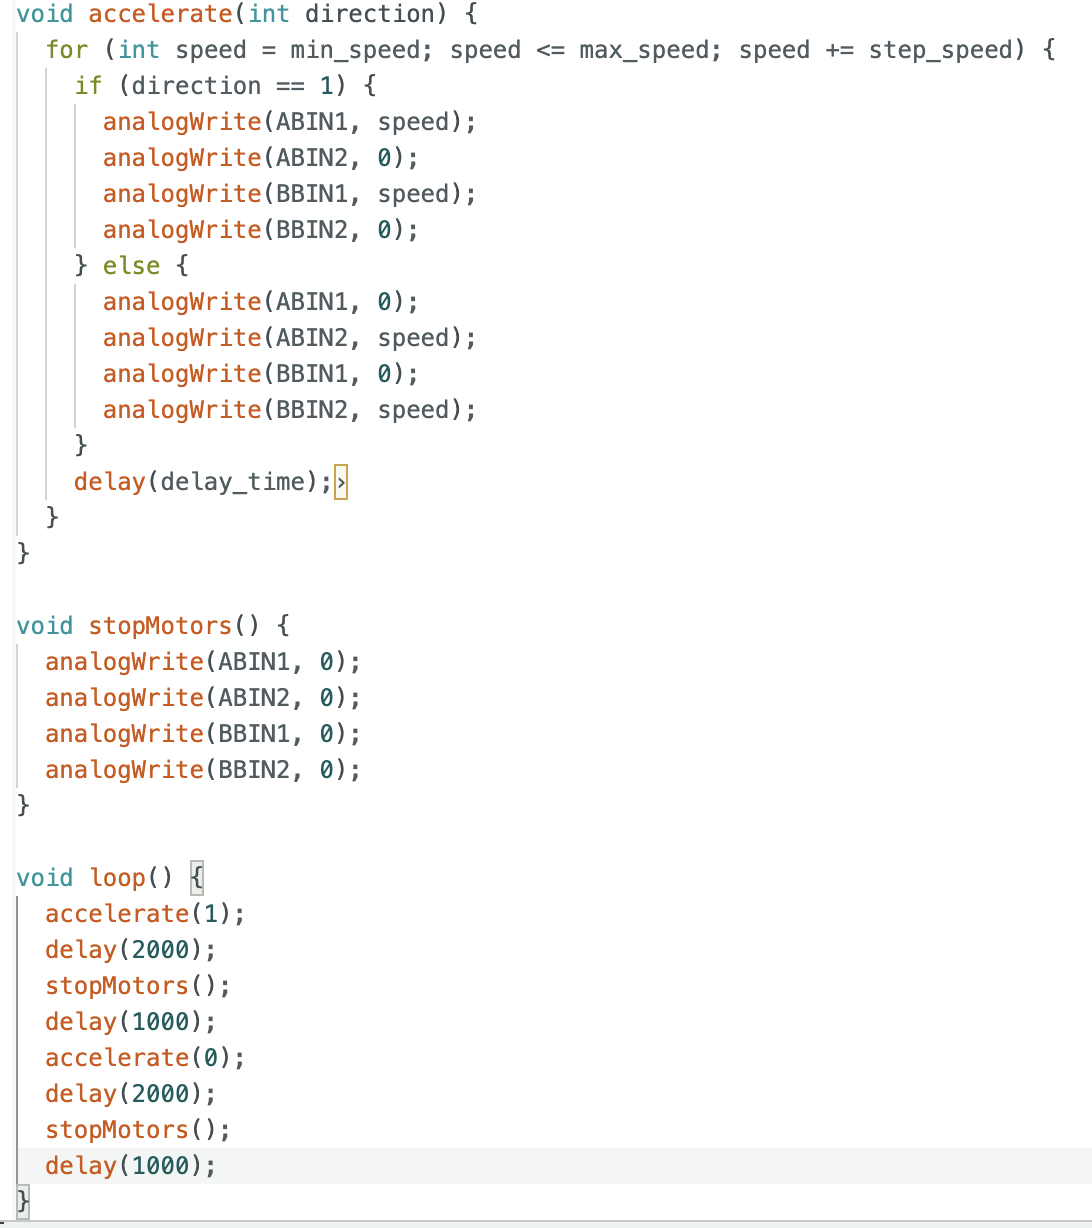 void accelerate(int direction) {
  for (int speed = min_speed; speed <= max_speed; speed += step_speed) {
    if (direction == 1) {
      analogWrite(ABIN1, speed);
      analogWrite(ABIN2, 0);
      analogWrite(BBIN1, speed);
      analogWrite(BBIN2, 0);
    } else {
      analogWrite(ABIN1, 0);
      analogWrite(ABIN2, speed);
      analogWrite(BBIN1, 0);
      analogWrite(BBIN2, speed);
    }
    delay(delay_time);›
  }
}

void stopMotors() {
  analogWrite(ABIN1, 0);
  analogWrite(ABIN2, 0);
  analogWrite(BBIN1, 0);
  analogWrite(BBIN2, 0);
}

void loop() {
  accelerate(1);
  delay(2000);
  stopMotors();
  delay(1000);
  accelerate(0);
  delay(2000);
  stopMotors();
  delay(1000);
}